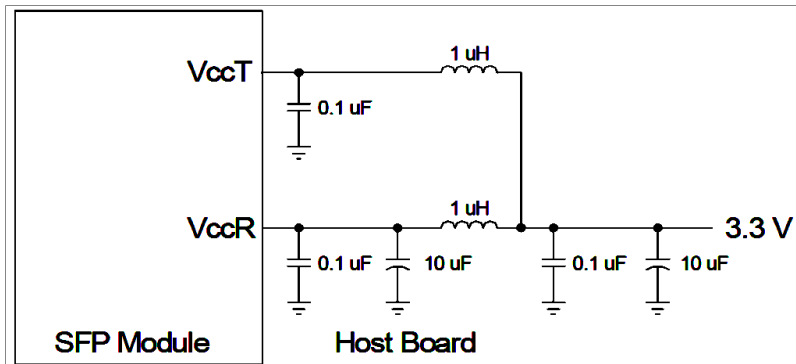 VccT
1 uH
0.1 uF
VccR
1 uH
3.3 V
0.1 uF
10 uF
0.1 uF
10 uF
SFP Module
Host Board